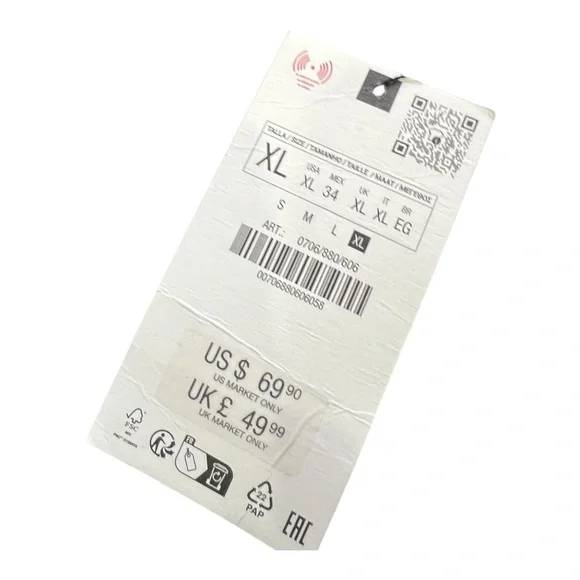 TALLA / SIZE / TAMANHO / TAILLE / MAAT / ΜΕΓΕΘΟΣ
XL
USA MEX UK IT BR
XL 34 XL XL EG
S M L XL
ART.: 0706/880/606
00706880606058
US $ 69 90
US MARKET ONLY
UK £ 49 99
UK MARKET ONLY
FSC
FR
22
PAP
EAC